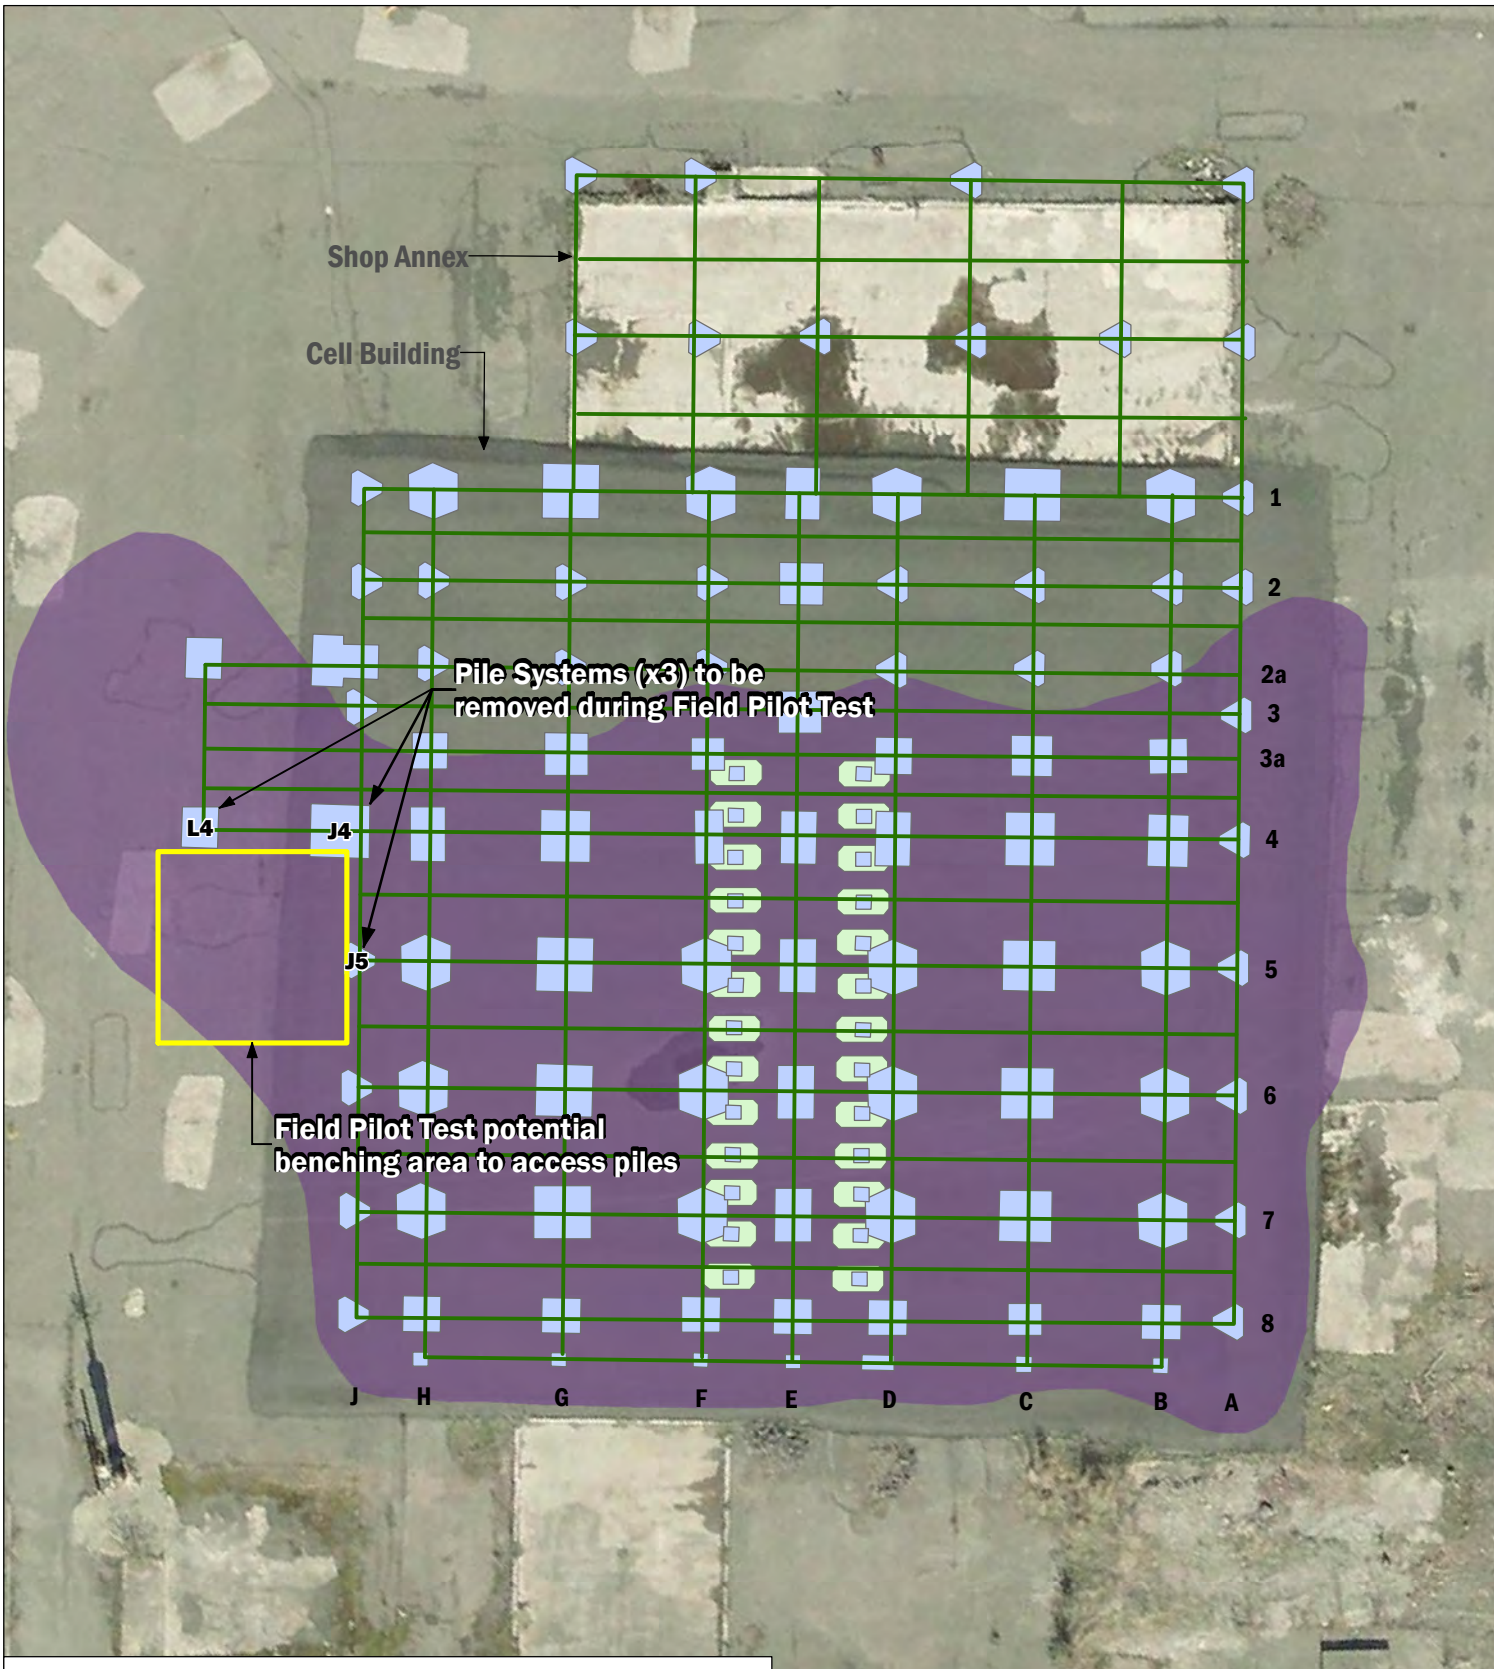 Shop Annex
Cell Building
1
2
Pile Systems (x3) to be
removed during Field Pilot Test
2a
3
3a
L4
J4
4
J5
5
6
Field Pilot Test potential
benching area to access piles
7
8
J H G F E D C B A